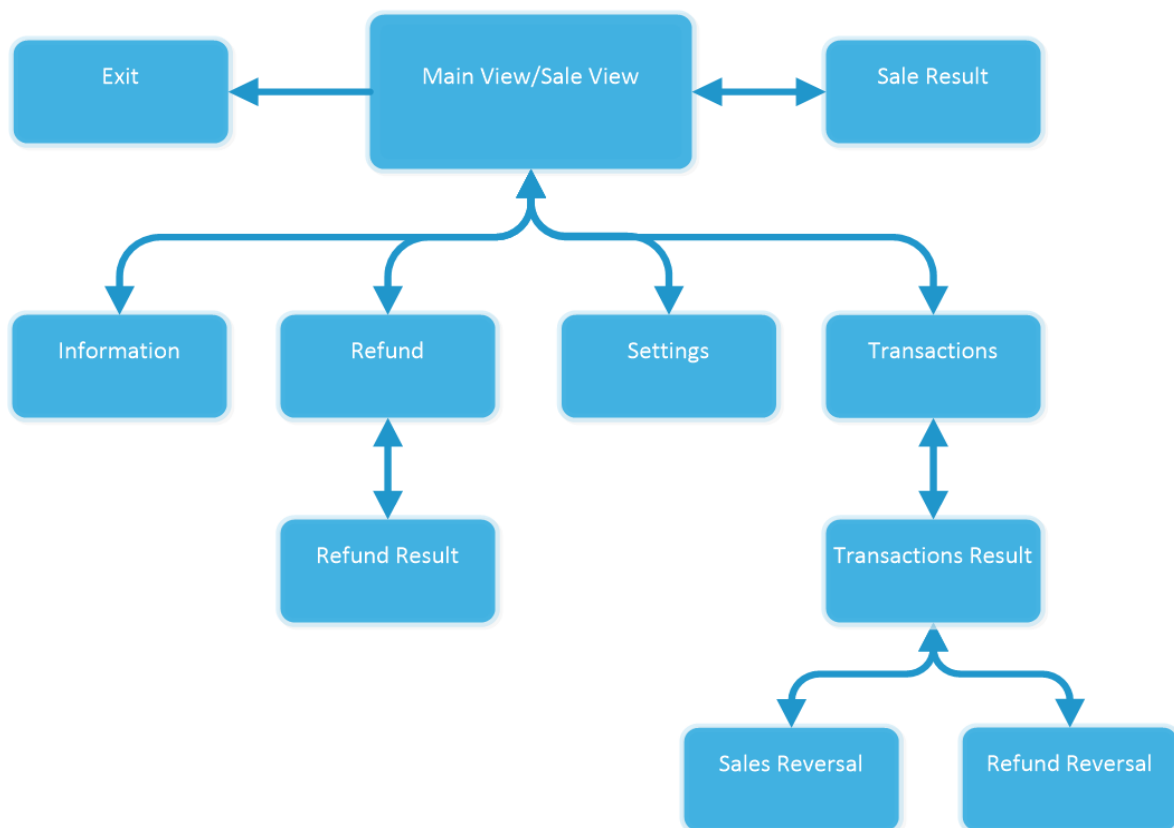 Exit
Main View/Sale View
Sale Result
Information
Refund
Settings
Transactions
Refund Result
Transactions Result
Sales Reversal
Refund Reversal